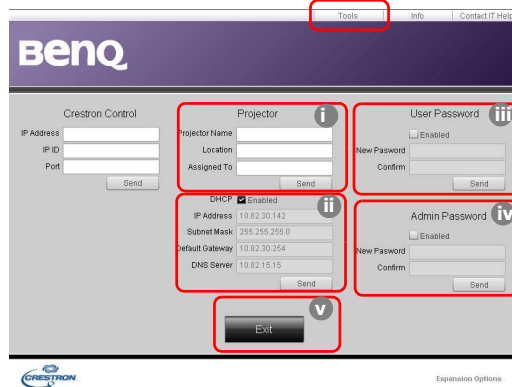 Tools Info Contact IT Help
BenQ
Crestron Control
IP Address
IP ID
Port
Send
Projector
i
Projector Name
Location
Assigned To
Send
ii
DHCP Enabled
IP Address 10.82.30.142
Subnet Mask 255.255.255.0
Default Gateway 10.82.30.254
DNS Server 10.82.15.15
Send
User Password
iii
Enabled
New Pasword
Confirm
Send
Admin Password
iv
Enabled
New Pasword
Confirm
Send
v
Exit
CRESTRON
Expansion Options